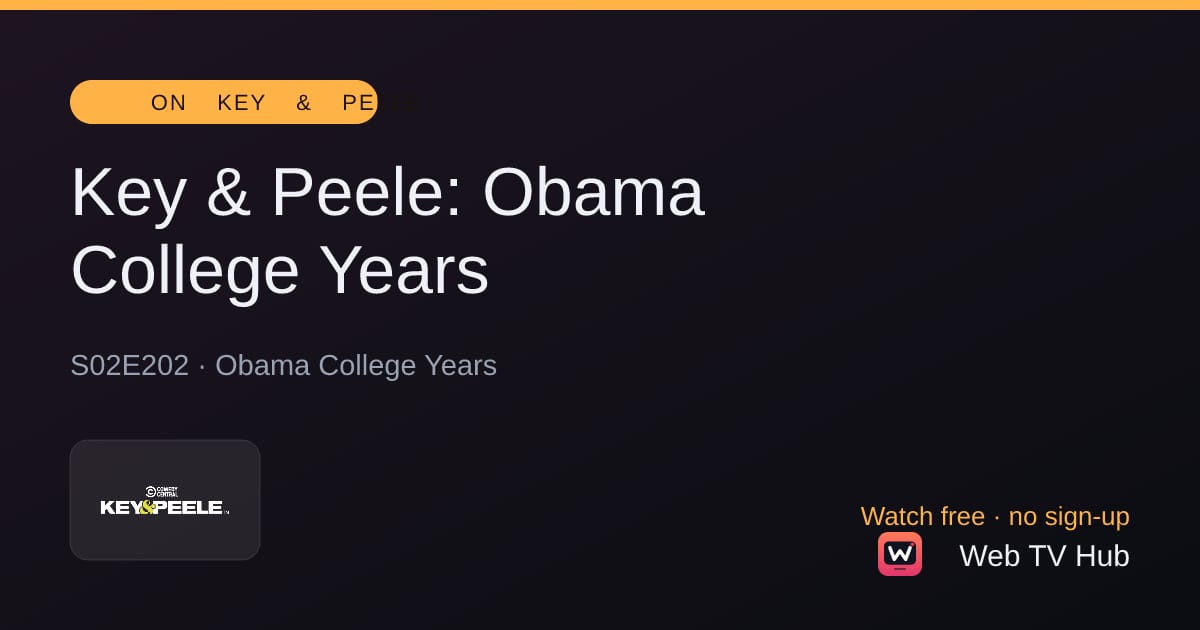 ON KEY & PE
Key & Peele: Obama
College Years
S02E202 · Obama College Years
COMEDY
CENTRAL
KEY&PEELE
Watch free · no sign-up
W
Web TV Hub